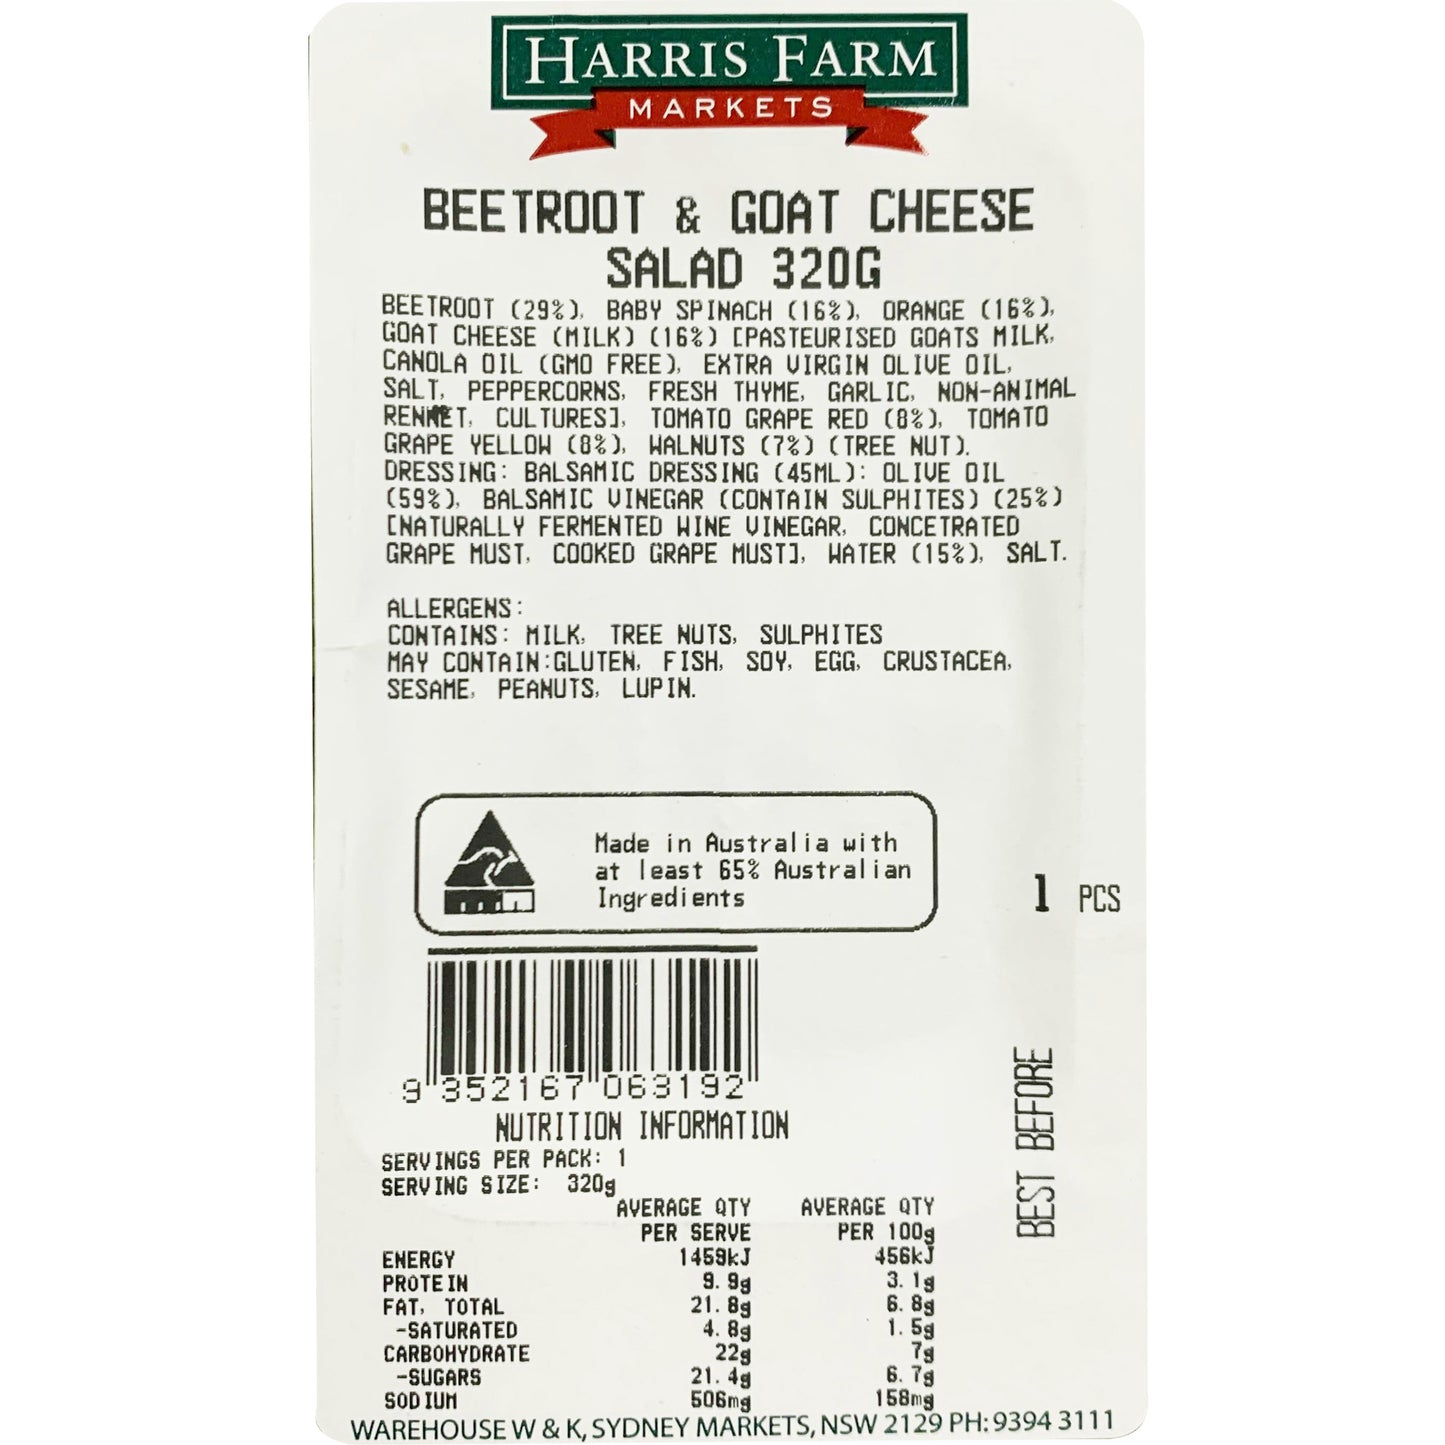 HARRIS FARM
MARKETS
BEETROOT & GOAT CHEESE
SALAD 320G
BEETROOT (29%), BABY SPINACH (16%), ORANGE (16%),
GOAT CHEESE (MILK) (16%) [PASTEURISED GOATS MILK,
CANOLA OIL (GMO FREE), EXTRA VIRGIN OLIVE OIL,
SALT, PEPPERCORNS, FRESH THYME, GARLIC, NON-ANIMAL
RENNET, CULTURES], TOMATO GRAPE RED (8%), TOMATO
GRAPE YELLOW (8%), WALNUTS (7%) (TREE NUT).
DRESSING: BALSAMIC DRESSING (45ML): OLIVE OIL
(59%), BALSAMIC VINEGAR (CONTAIN SULPHITES) (25%)
[NATURALLY FERMENTED WINE VINEGAR, CONCETRATED
GRAPE MUST, COOKED GRAPE MUST], WATER (15%), SALT.
ALLERGENS:
CONTAINS: MILK, TREE NUTS, SULPHITES
MAY CONTAIN:GLUTEN, FISH, SOY, EGG, CRUSTACEA,
SESAME, PEANUTS, LUPIN.
Made in Australia with
at least 65% Australian
Ingredients
1 PCS
9 352167 063192
BEST BEFORE
NUTRITION INFORMATION
SERVINGS PER PACK: 1
SERVING SIZE: 320g
AVERAGE QTY AVERAGE QTY
PER SERVE PER 100g
ENERGY 1459kJ 456kJ
PROTEIN 9.9g 3.1g
FAT, TOTAL 21.8g 6.8g
-SATURATED 4.8g 1.5g
CARBOHYDRATE 22g 7g
-SUGARS 21.4g 6.7g
SODIUM 506mg 158mg
WAREHOUSE W & K, SYDNEY MARKETS, NSW 2129 PH: 9394 3111